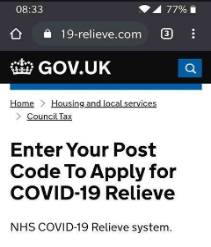 08:33 77%
19-relieve.com 3
GOV.UK
Home > Housing and local services
> Council Tax
Enter Your Post
Code To Apply for
COVID-19 Relieve
NHS COVID-19 Relieve system.